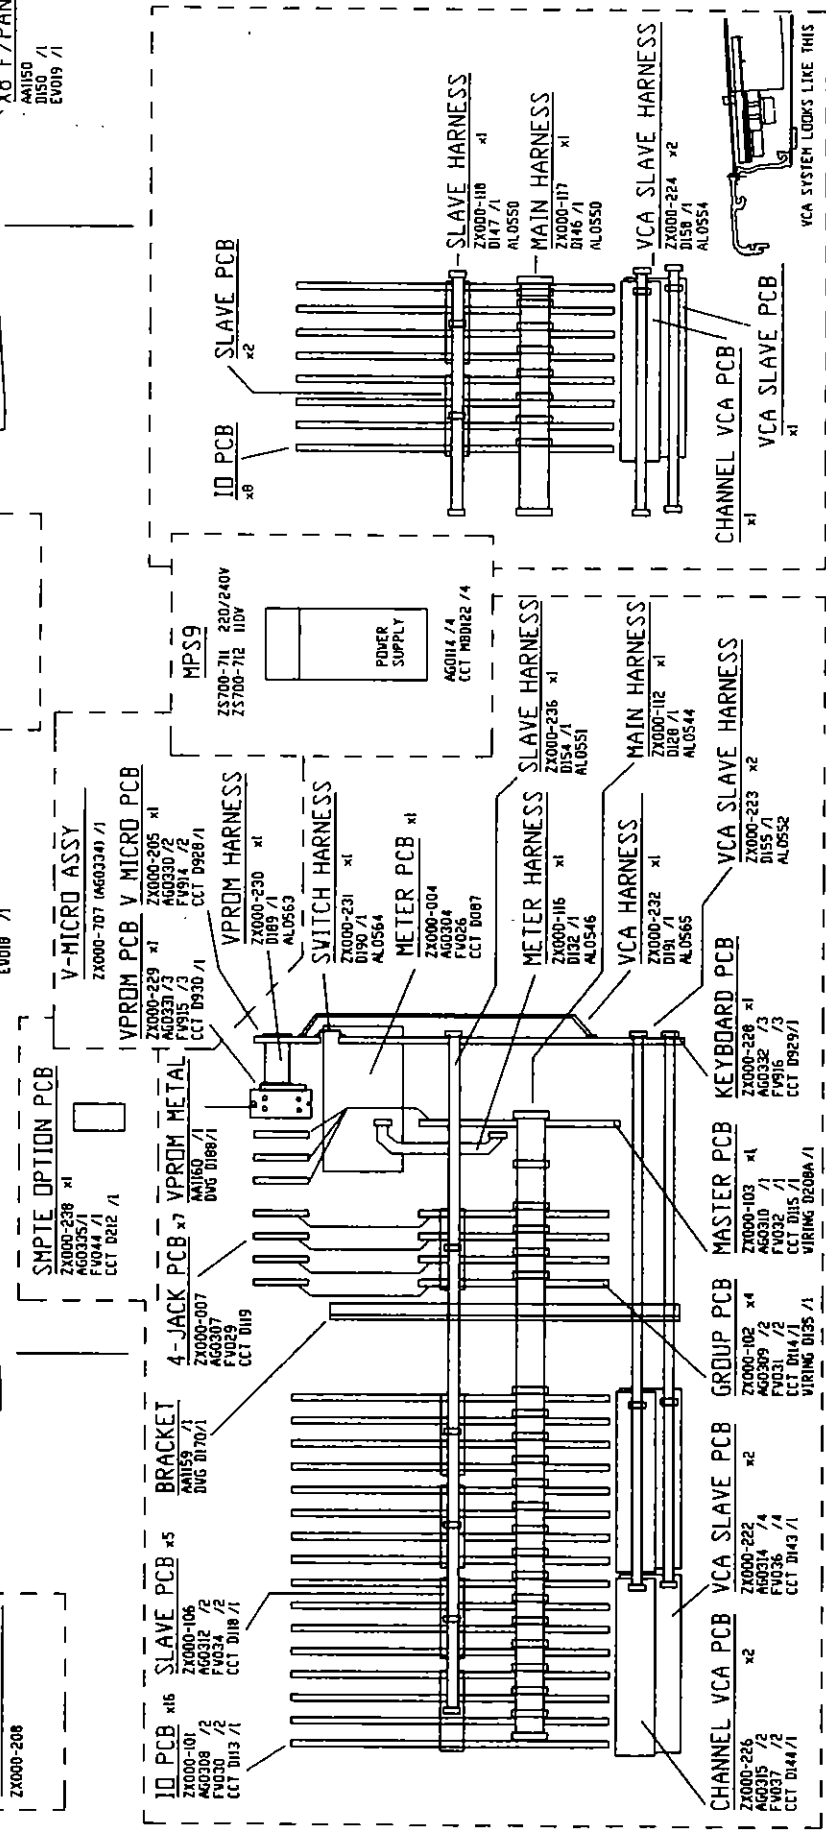 X8 F/PAN
AA1150
D150 /1
EV019 /1
EV018 /1
ZX000-208
SMPTE OPTION PCB
ZX000-238 x1
AG0335/1
FV044 /1
CCT D212 /1
V-MICRO ASSY
ZX000-707 (AG0334) /1
VPROM PCB
ZX000-229 x1
AG0331 /3
FV915 /3
CCT D930 /1
V MICRO PCB
ZX000-205 x1
AG0330 /2
FV914 /2
CCT D928/1
MPS9
ZS700-711 220/240V
ZS700-712 110V
POWER
SUPPLY
AG0114 /4
CCT MBD122 /4
IO PCB x16
ZX000-101
AG0308 /2
FV030 /2
CCT D113 /1
SLAVE PCB x5
ZX000-106
AG0312 /2
FV034 /2
CCT D118 /1
BRACKET
AA1159 /1
DWG D170/1
4-JACK PCB x7
ZX000-007
AG0307
FV029
CCT D119
VPROM METAL
AA1160 /1
DWG D188/1
VPROM HARNESS
ZX000-230 x1
D189 /1
AL0563
SWITCH HARNESS
ZX000-231 x1
D190 /1
AL0564
METER PCB x1
ZX000-004
AG0304
FV026
CCT D087
SLAVE HARNESS
ZX000-236 x1
D154 /1
AL0551
METER HARNESS
ZX000-116 x1
D132 /1
AL0546
MAIN HARNESS
ZX000-112 x1
D128 /1
AL0544
VCA HARNESS
ZX000-232 x1
D191 /1
AL0565
VCA SLAVE HARNESS
ZX000-223 x2
D155 /1
AL0552
CHANNEL VCA PCB
ZX000-226 x2
AG0315 /2
FV037 /2
CCT D144/1
VCA SLAVE PCB
ZX000-222 x2
AG0314 /4
FV036 /4
CCT D143 /1
GROUP PCB
ZX000-102 x4
AG0309 /2
FV031 /2
CCT D114/1
WIRING D135 /1
MASTER PCB
ZX000-103 x1
AG0310 /1
FV032 /1
CCT D115 /1
WIRING D208A /1
KEYBOARD PCB
ZX000-228 x1
AG0332 /3
FV916 /3
CCT D929/1
IO PCB
x8
SLAVE PCB
x2
SLAVE HARNESS
ZX000-118 x1
D147 /1
AL0550
MAIN HARNESS
ZX000-117 x1
D146 /1
AL0550
VCA SLAVE HARNESS
ZX000-224 x2
D158 /1
AL0554
CHANNEL VCA PCB
x1
VCA SLAVE PCB
x1
VCA SYSTEM LOOKS LIKE THIS